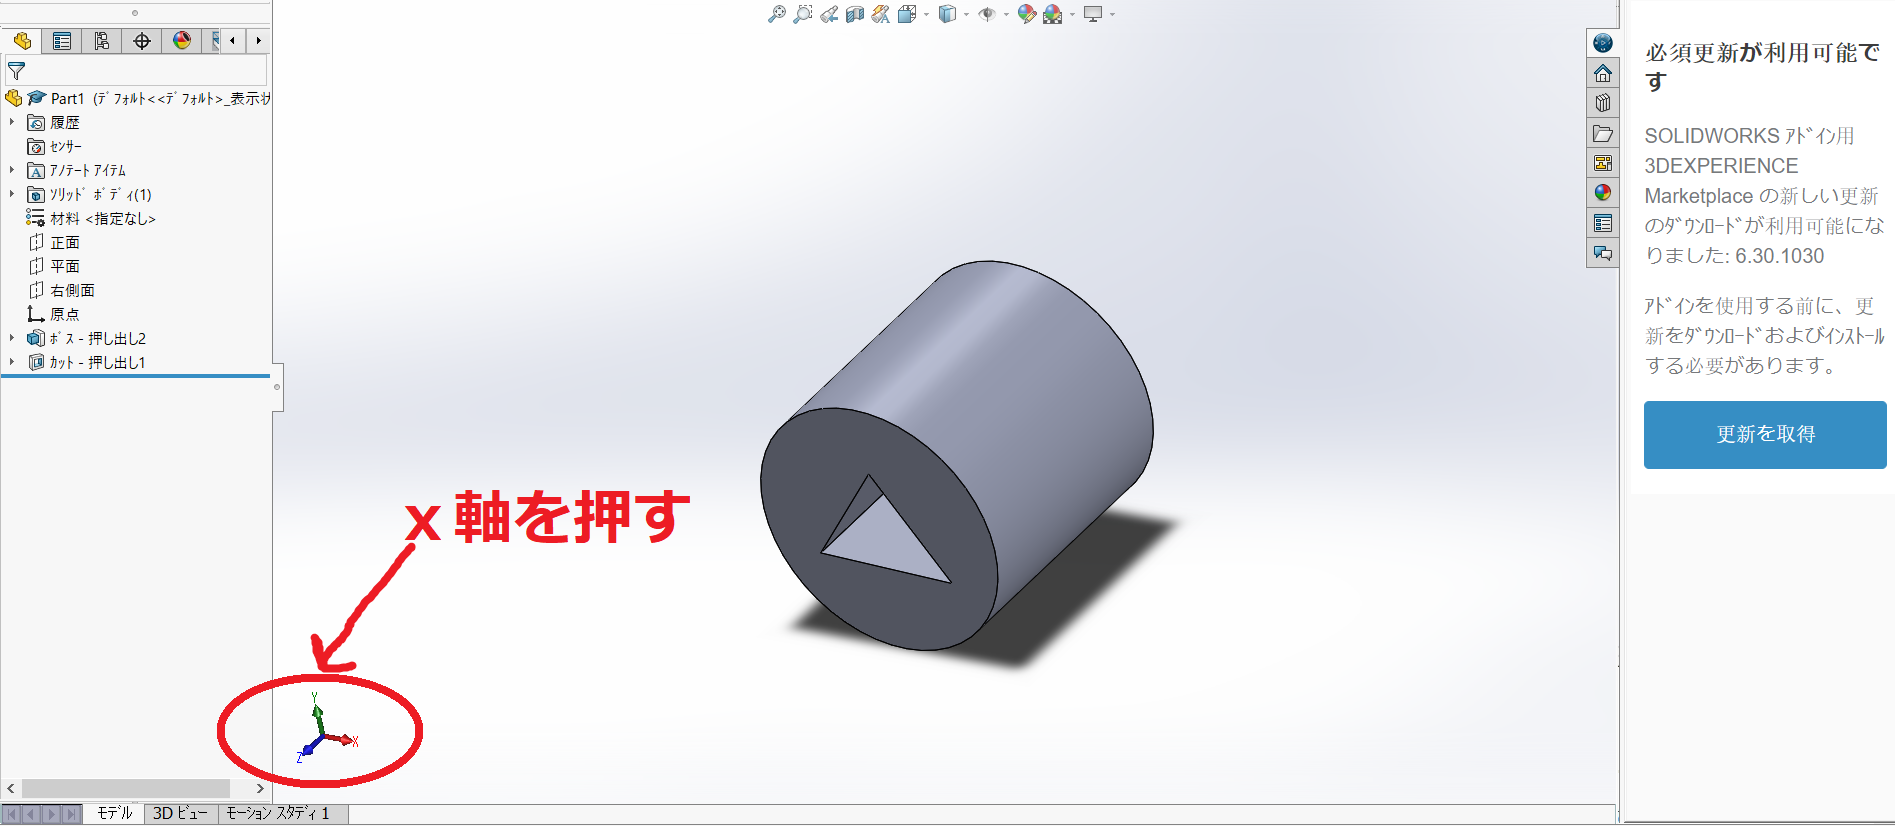 Part1 (ﾃﾞﾌｫﾙﾄ<<ﾃﾞﾌｫﾙﾄ>_表示状
履歴
ｾﾝｻｰ
A ｱﾉﾃｰﾄ ｱｲﾃﾑ
ｿﾘｯﾄﾞ ﾎﾞﾃﾞｨ(1)
材料 <指定なし>
正面
平面
右側面
原点
ﾎﾞｽ - 押し出し2
ｶｯﾄ - 押し出し1
x 軸を押す
Y
X
Z
モデル
3D ビュー
モーション スタディ 1
必須更新が利用可能で
す
SOLIDWORKS ｱﾄﾞｲﾝ用
3DEXPERIENCE
Marketplace の新しい更新
のﾀﾞｳﾝﾛｰﾄﾞが利用可能にな
りました: 6.30.1030
ｱﾄﾞｲﾝを使用する前に、更
新をﾀﾞｳﾝﾛｰﾄﾞおよびｲﾝｽﾄｰﾙ
する必要があります。
更新を取得